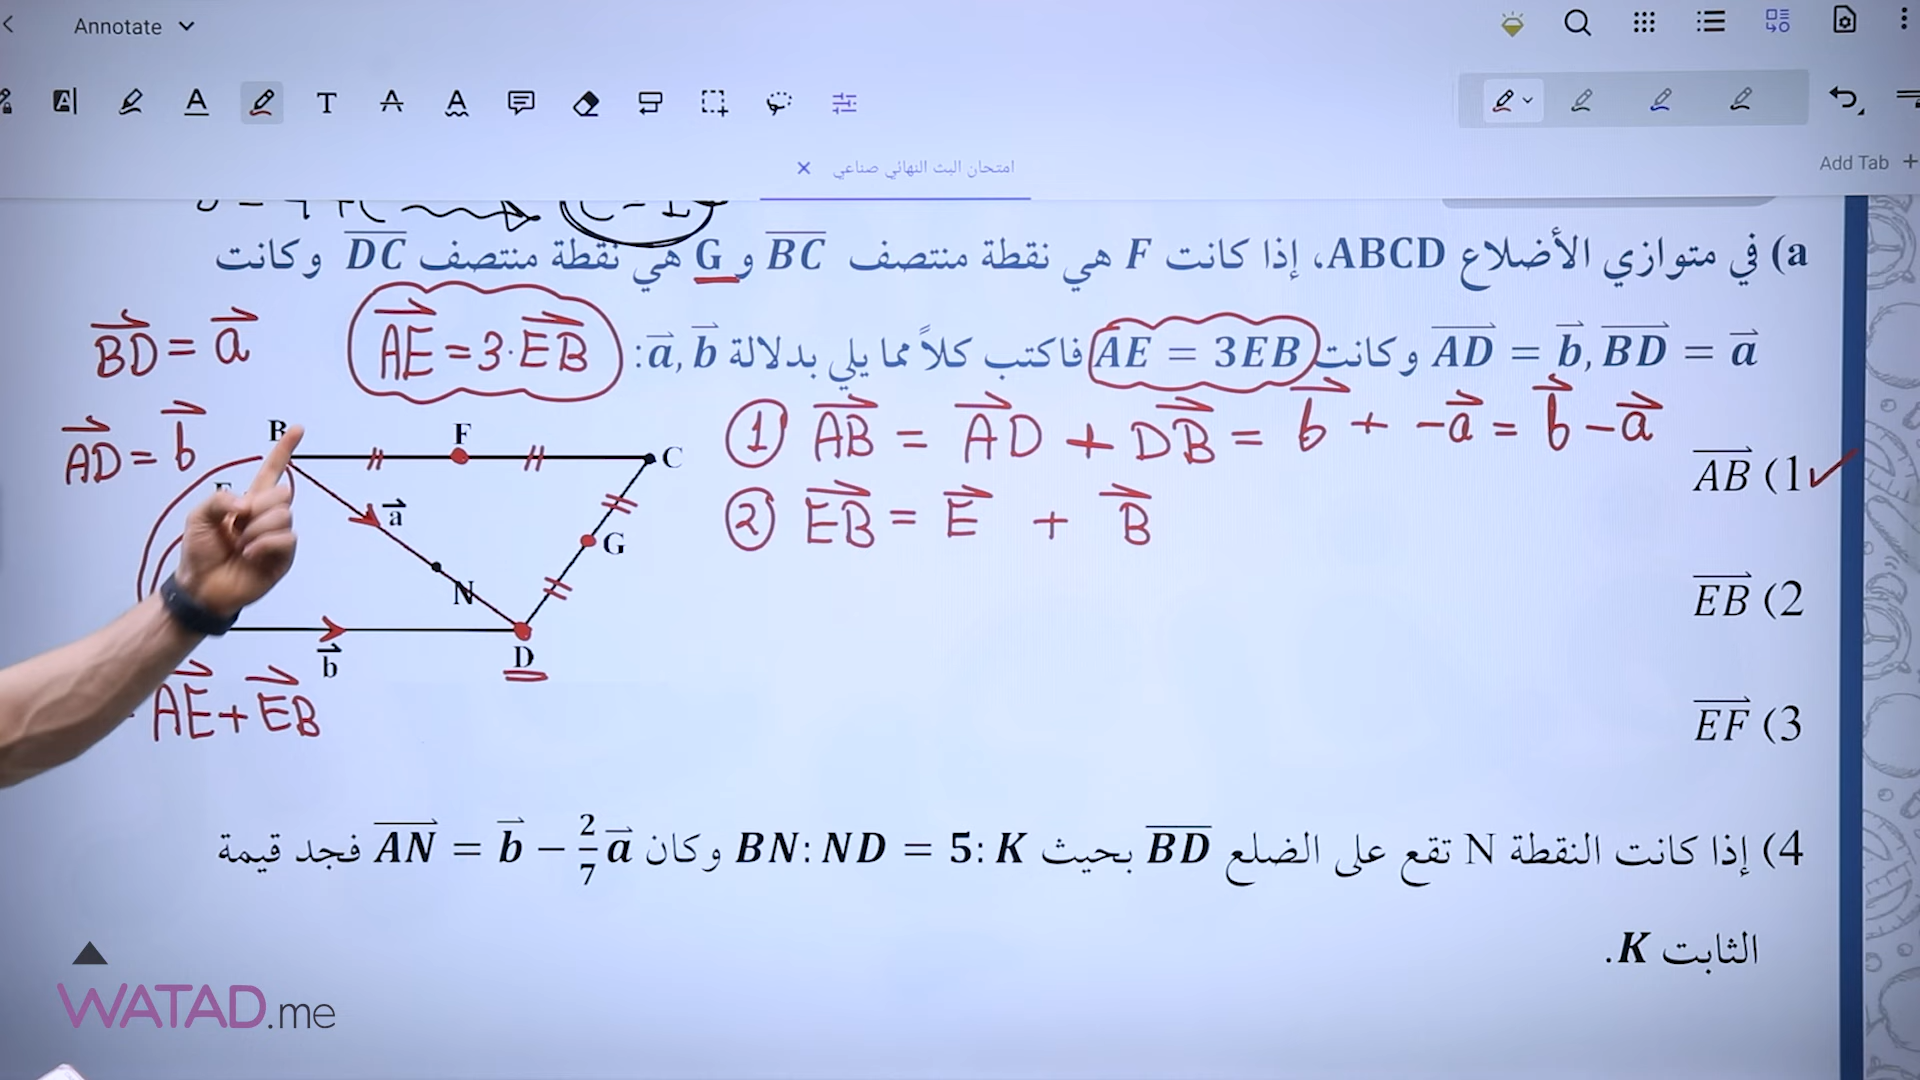 Annotate
امتحان البث النهائي صناعي
Add Tab +
a) في متوازي الأضلاع ABCD، إذا كانت F هي نقطة منتصف BC و G هي نقطة منتصف DC وكانت
BD = a, AD = b وكانت AE = 3EB فاكتب كلاً مما يلي بدلالة a, b:
AE = 3·EB
BD = a
AD = b
① AB = AD + DB = b + -a = b - a
② EB = E + B
AB (1
EB (2
EF (3
B
F
C
a
G
N
b
D
AE + EB
4) إذا كانت النقطة N تقع على الضلع BD بحيث BN: ND = 5: K وكان AN = b - 2/7 a فجد قيمة
الثابت K.
WATAD.me